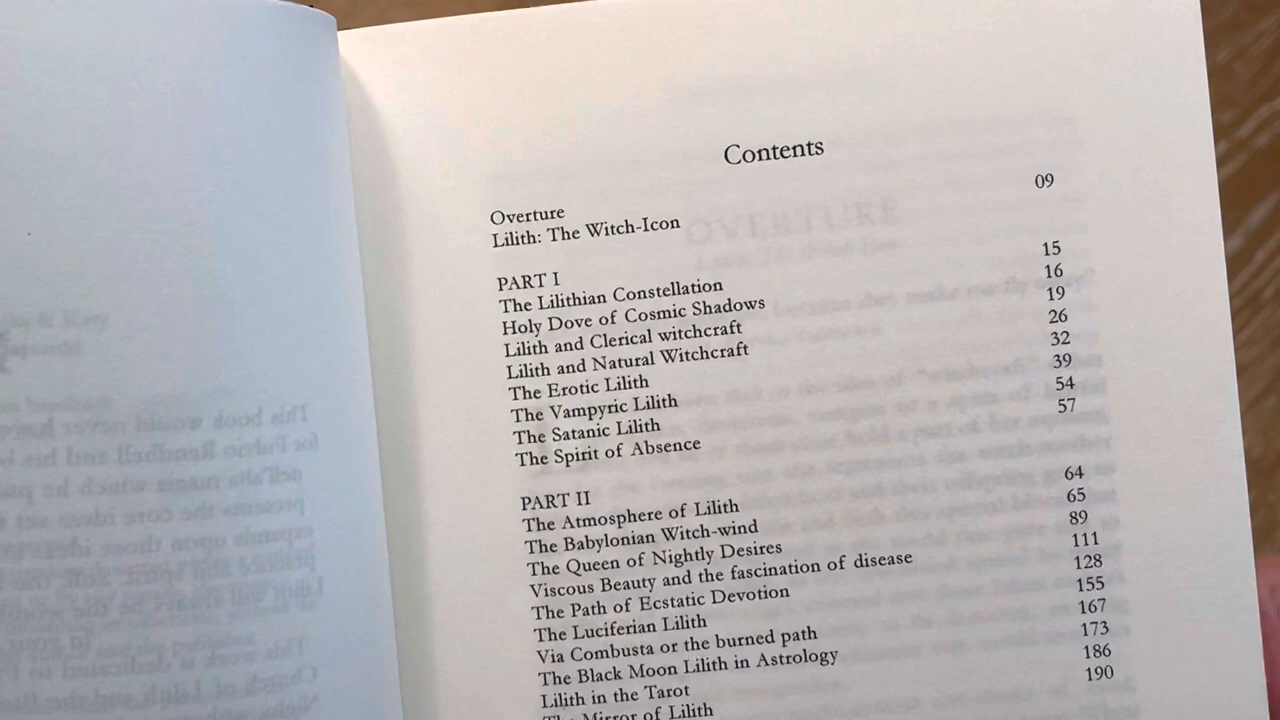 Contents
Overture 09
Lilith: The Witch-Icon
PART I
The Lilithian Constellation 15
Holy Dove of Cosmic Shadows 16
Lilith and Clerical witchcraft 19
Lilith and Natural Witchcraft 26
The Erotic Lilith 32
The Vampyric Lilith 39
The Satanic Lilith 54
The Spirit of Absence 57
PART II
The Atmosphere of Lilith 64
The Babylonian Witch-wind 65
The Queen of Nightly Desires 89
Viscous Beauty and the fascination of disease 111
The Path of Ecstatic Devotion 128
The Luciferian Lilith 155
Via Combusta or the burned path 167
The Black Moon Lilith in Astrology 173
Lilith in the Tarot 186
The Mirror of Lilith 190